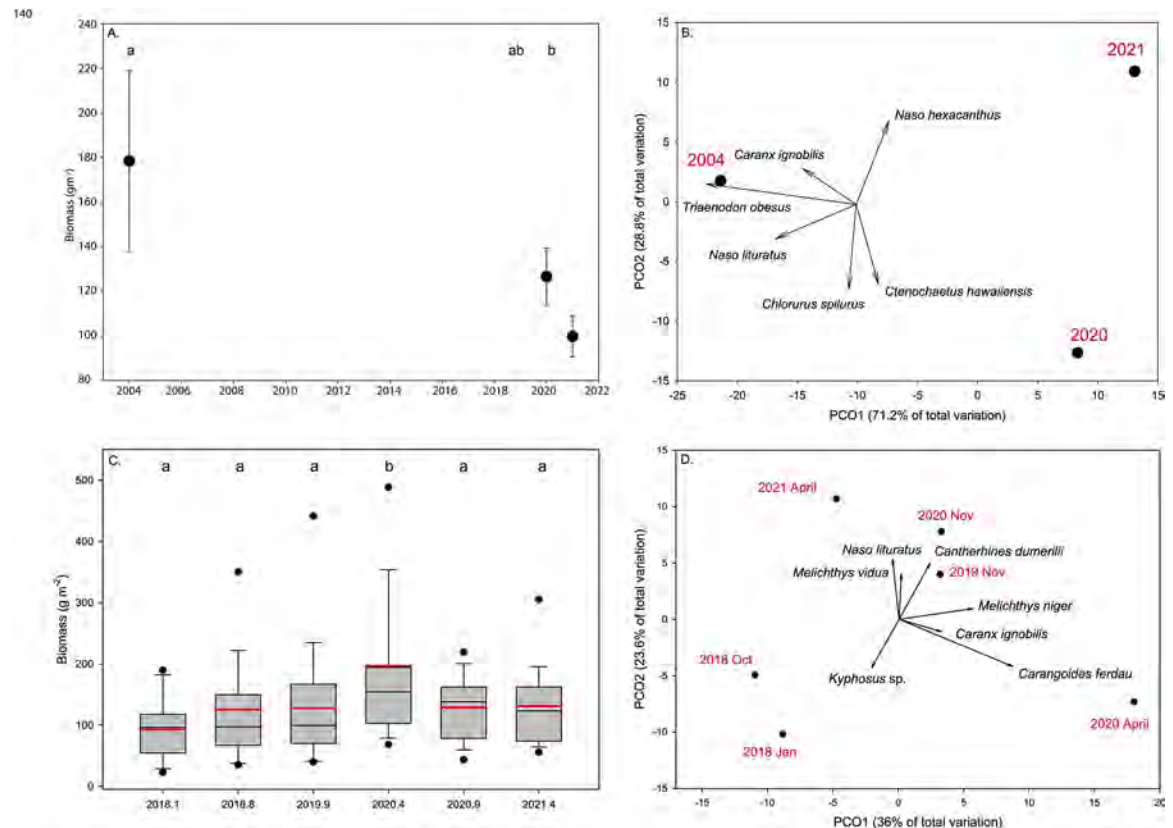 140
A.
a
ab
b
240
220
200
180
160
140
120
100
80
Biomass (gm⁻²)
2004
2006
2008
2010
2012
2014
2016
2018
2020
2022
B.
2021
Naso hexacanthus
Caranx ignobilis
2004
Triaenodon obesus
Naso lituratus
Chlorurus spilurus
Ctenochaetus hawaiiensis
2020
15
10
5
0
-5
-10
-15
PCO2 (28.8% of total variation)
-25
-20
-15
-10
-5
0
5
10
15
PCO1 (71.2% of total variation)
C.
a
a
a
b
a
a
500
400
300
200
100
0
Biomass (g m⁻²)
2018.1
2018.8
2019.9
2020.4
2020.9
2021.4
D.
2021 April
2020 Nov
Naso lituratus
Cantherhines dumerilii
Melichthys vidua
2019 Nov
Melichthys niger
Caranx ignobilis
2018 Oct
Kyphosus sp.
Carangoides ferdau
2018 Jan
2020 April
15
10
5
0
-5
-10
-15
PCO2 (23.6% of total variation)
-15
-10
-5
0
5
10
15
20
PCO1 (36% of total variation)